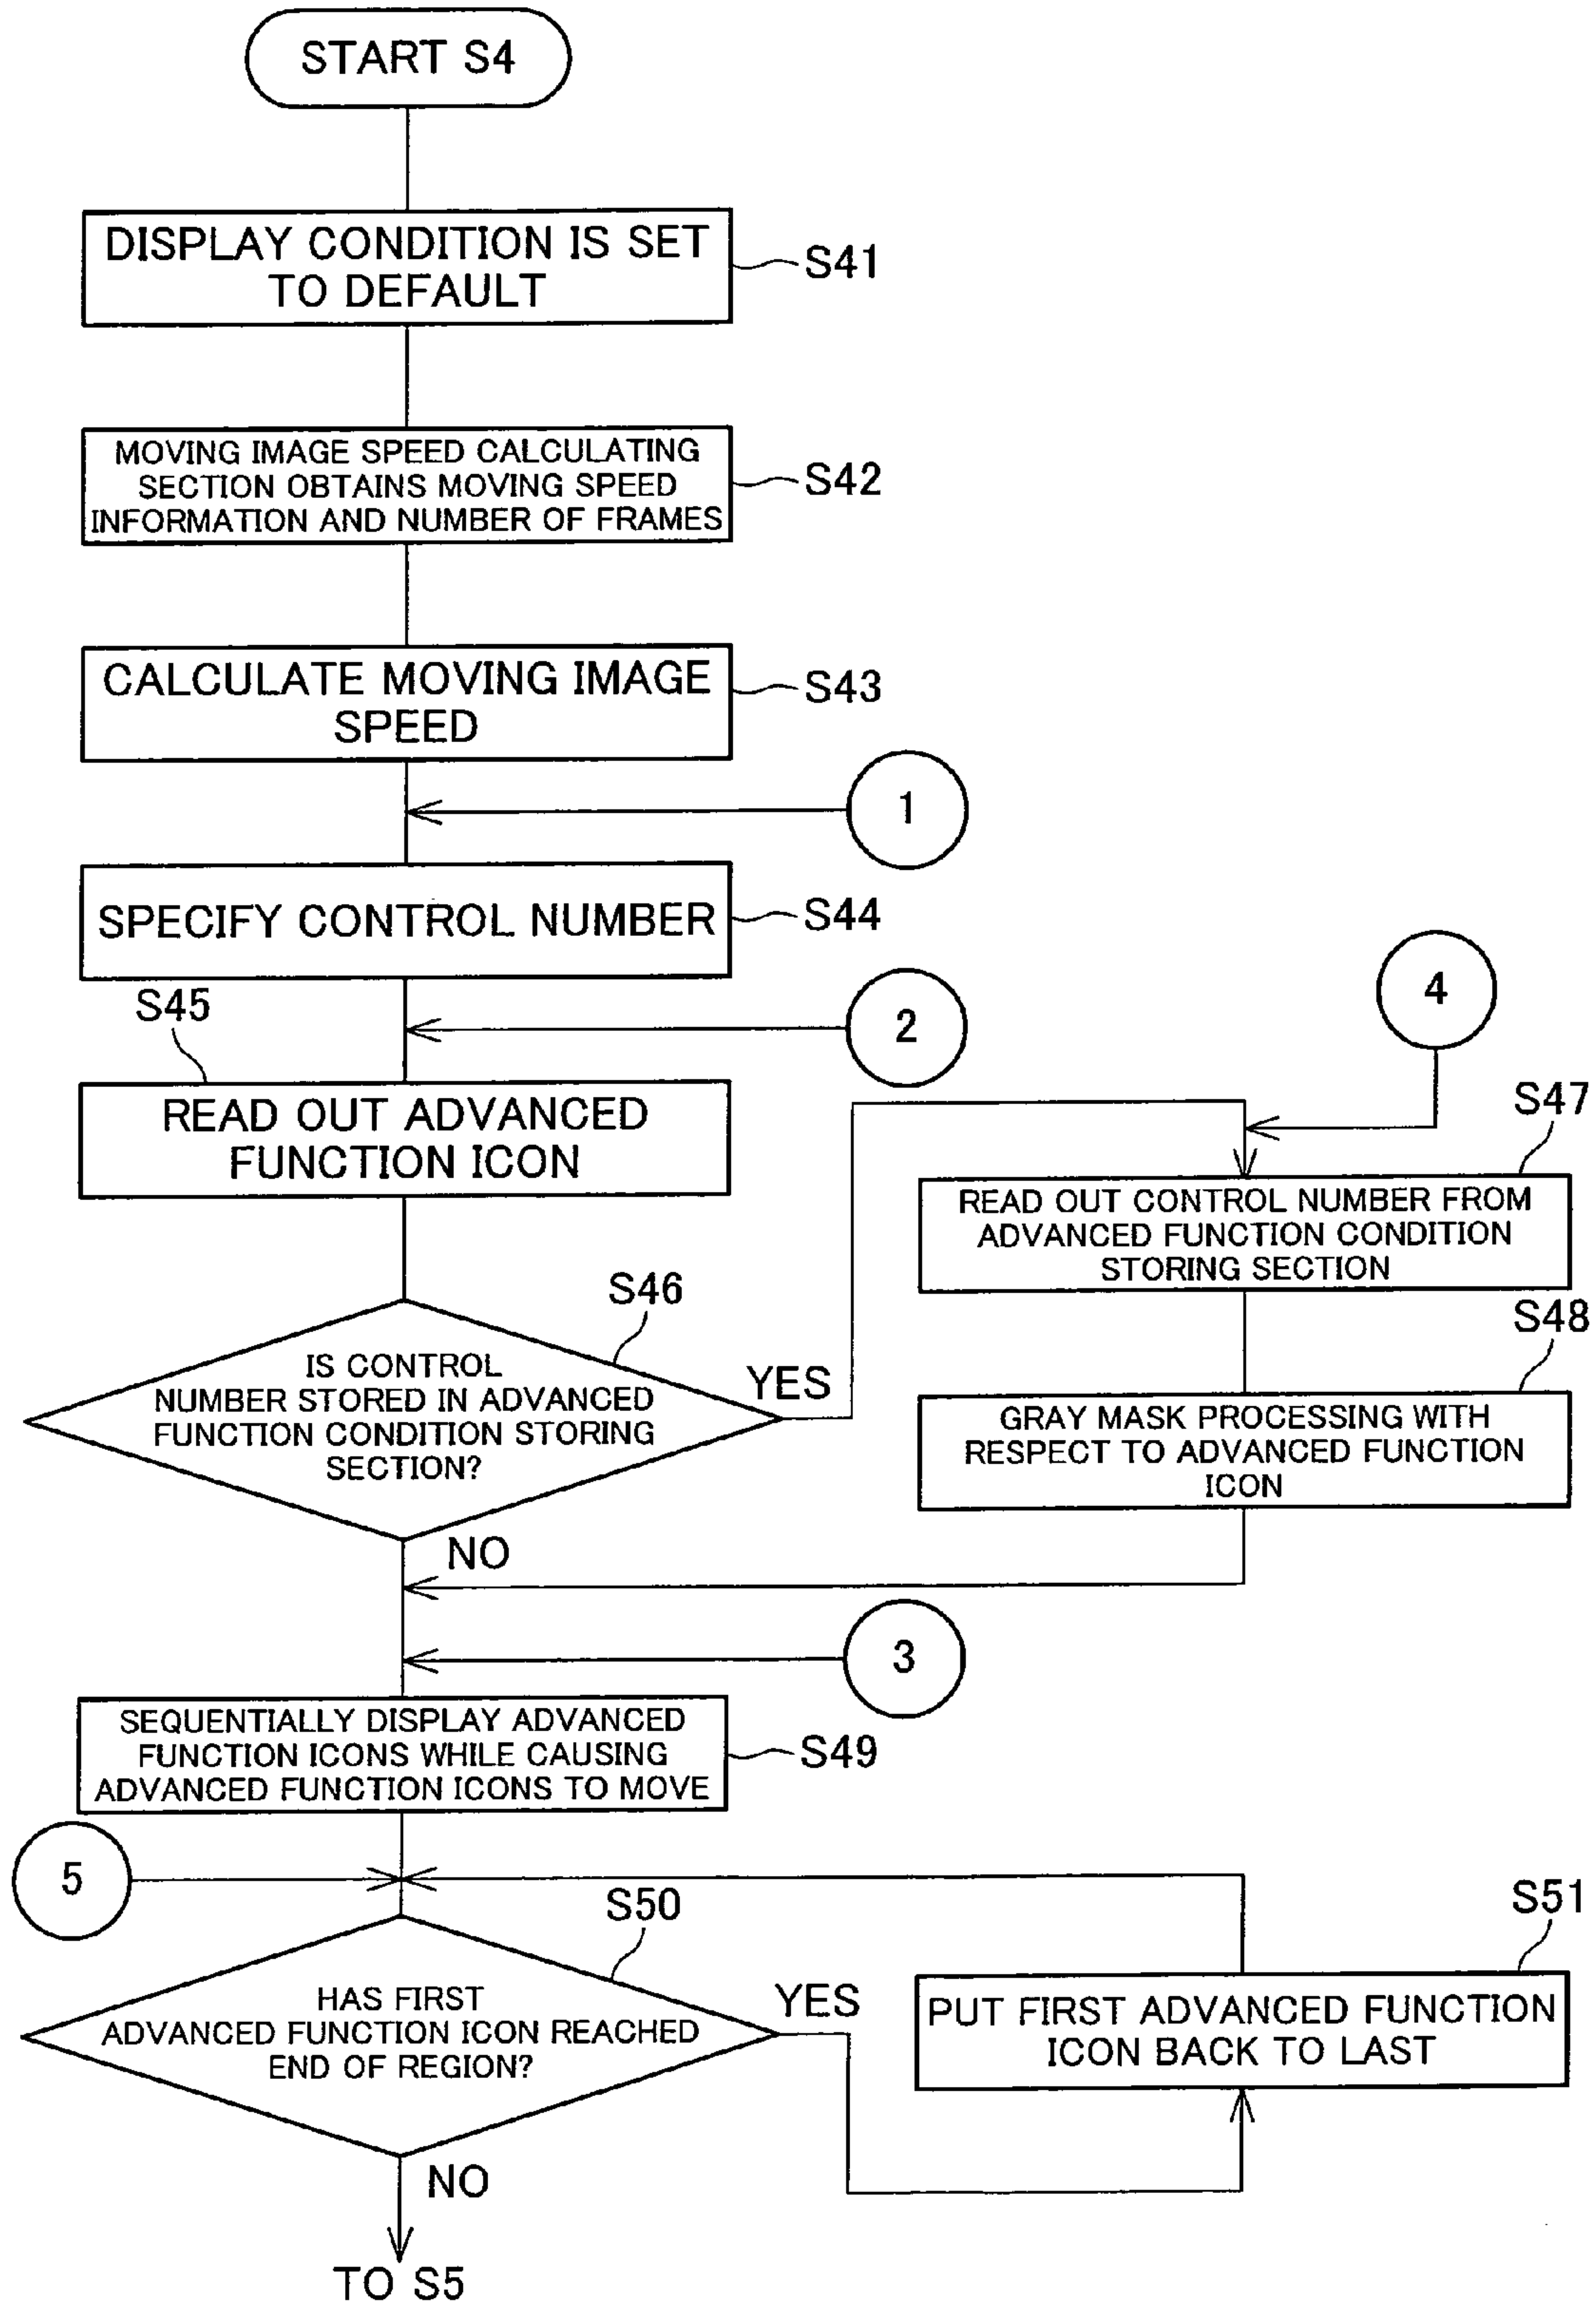 START S4
DISPLAY CONDITION IS SET
TO DEFAULT
S41
MOVING IMAGE SPEED CALCULATING
SECTION OBTAINS MOVING SPEED
INFORMATION AND NUMBER OF FRAMES
S42
CALCULATE MOVING IMAGE
SPEED
S43
1
SPECIFY CONTROL NUMBER
S44
2
4
S45
READ OUT ADVANCED
FUNCTION ICON
S47
READ OUT CONTROL NUMBER FROM
ADVANCED FUNCTION CONDITION
STORING SECTION
S46
IS CONTROL
NUMBER STORED IN ADVANCED
FUNCTION CONDITION STORING
SECTION?
YES
S48
GRAY MASK PROCESSING WITH
RESPECT TO ADVANCED FUNCTION
ICON
NO
3
SEQUENTIALLY DISPLAY ADVANCED
FUNCTION ICONS WHILE CAUSING
ADVANCED FUNCTION ICONS TO MOVE
S49
5
S50
HAS FIRST
ADVANCED FUNCTION ICON REACHED
END OF REGION?
YES
S51
PUT FIRST ADVANCED FUNCTION
ICON BACK TO LAST
NO
TO S5